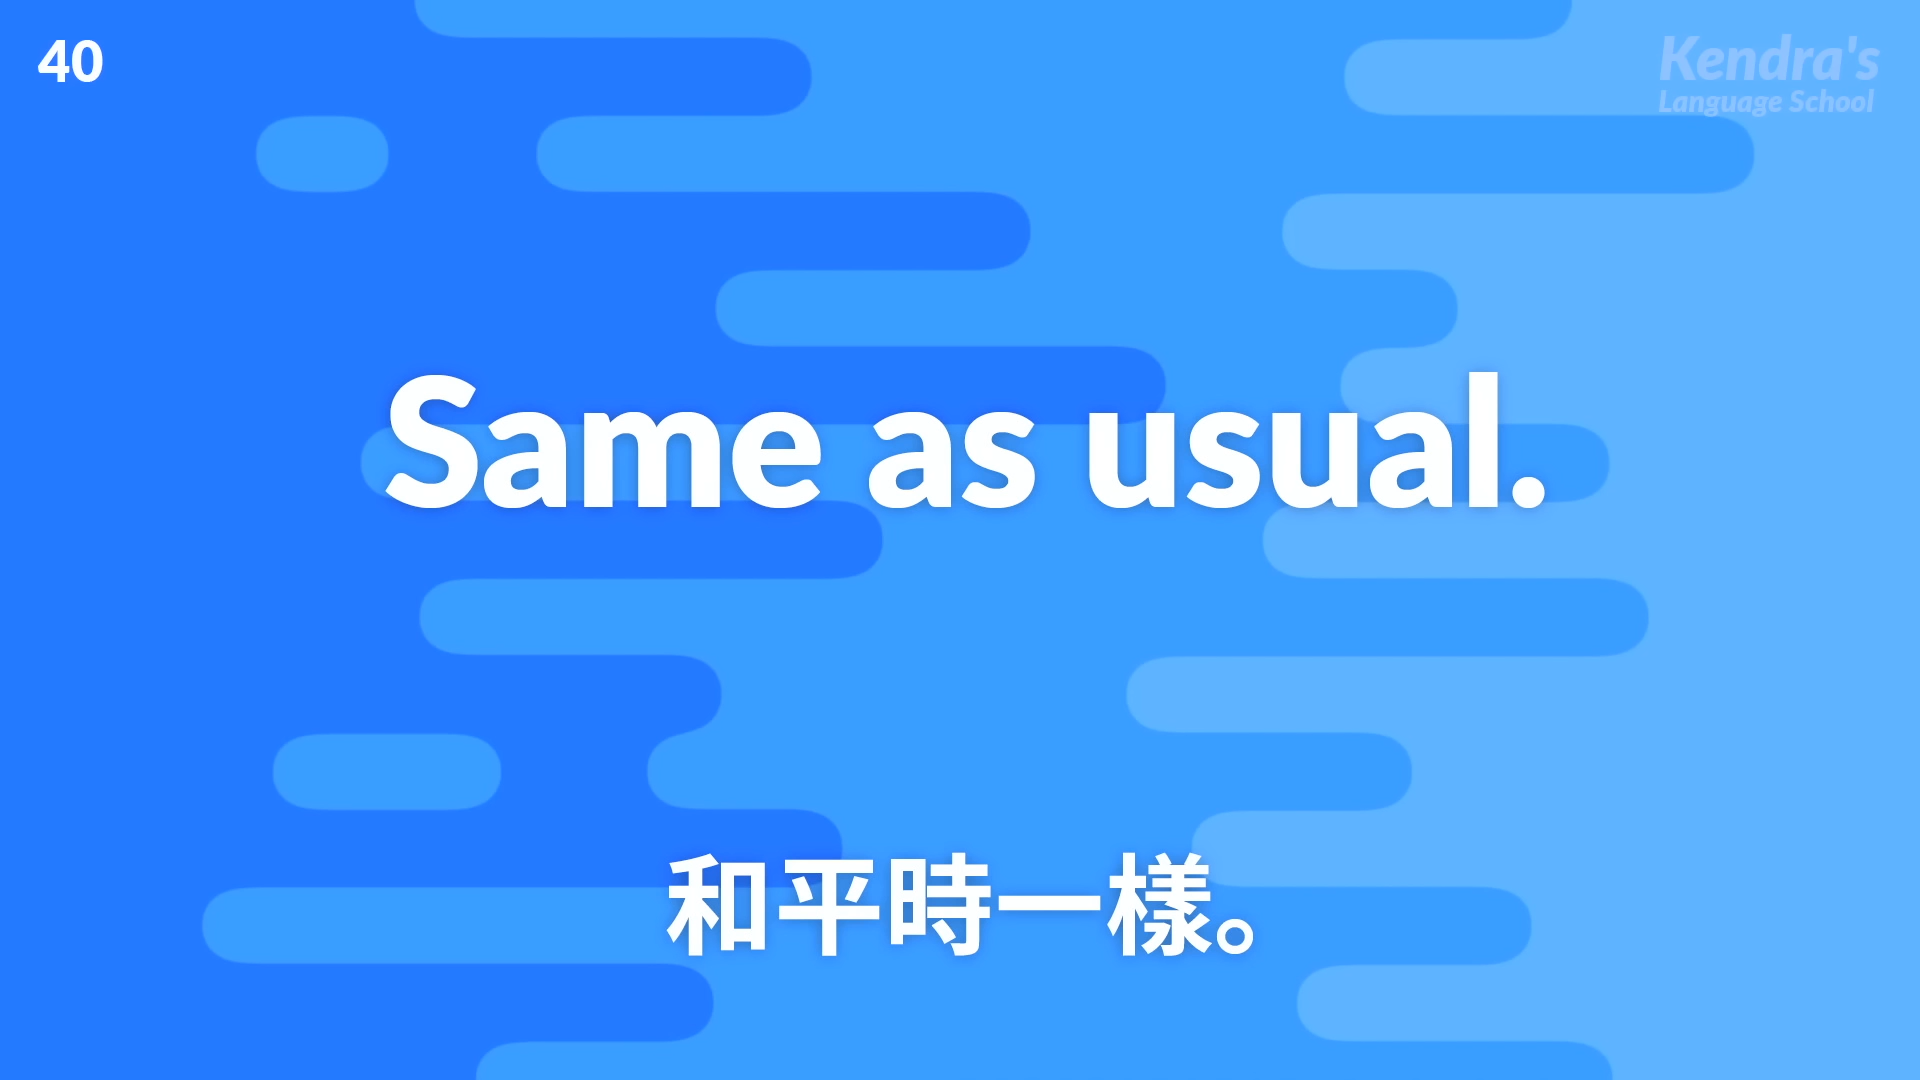 40
Kendra's
Language School
Same as usual.
和平時一樣。